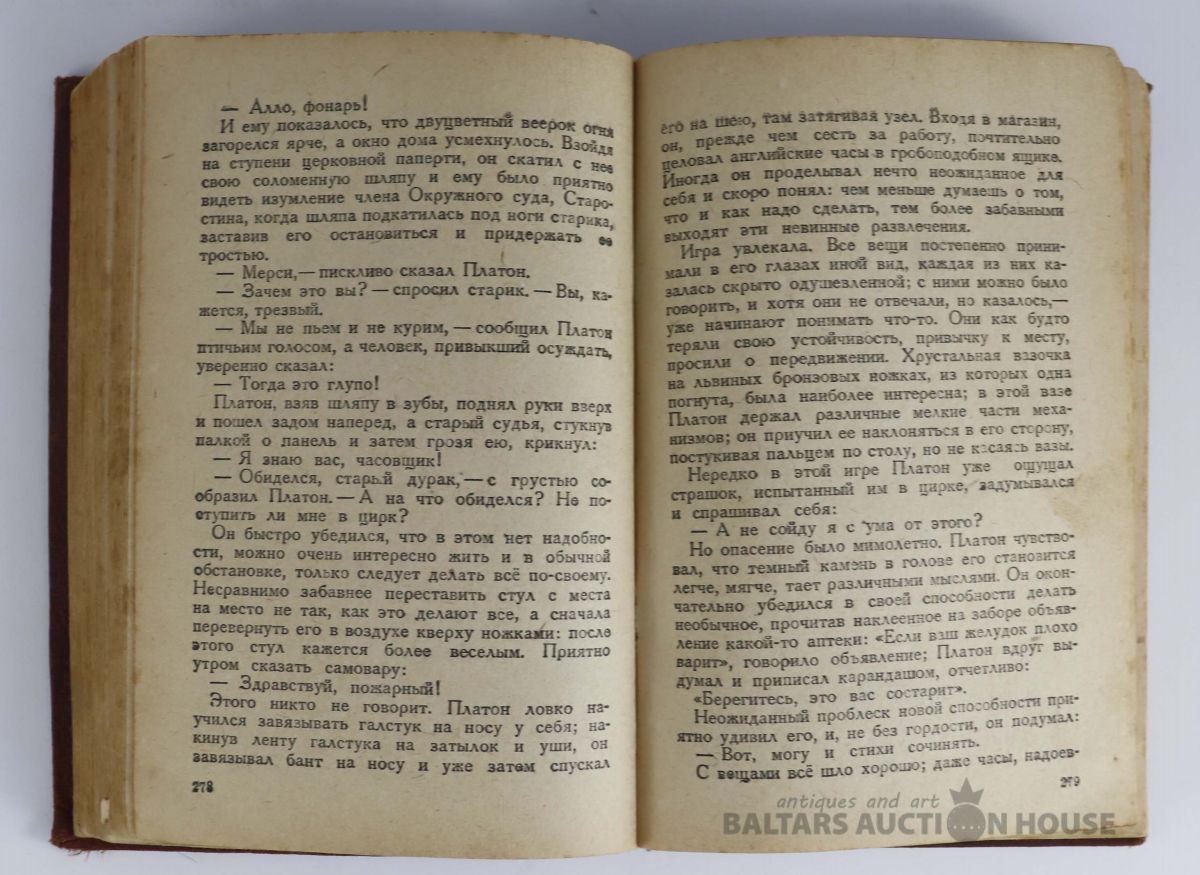 — Алло, фонарь!
И ему показалось, что двуцветный веерок огня
загорелся ярче, а окно дома усмехнулось. Взойдя
на ступени церковной паперти, он скатил с нее
свою соломенную шляпу и ему было приятно
видеть изумление члена Окружного суда, Старо-
стина, когда шляпа подкатилась под ноги старика,
заставив его остановиться и придержать ее
тростью.
— Мерси,— пискливо сказал Платон.
— Зачем это вы? — спросил старик. — Вы, ка-
жется, трезвый.
— Мы не пьем и не курим, — сообщил Платон
птичьим голосом, а человек, привыкший осуждать,
уверенно сказал:
— Тогда это глупо!
Платон, взяв шляпу в зубы, поднял руки вверх
и пошел задом наперед, а старый судья, стукнув
палкой о панель и затем грозя ею, крикнул:
— Я знаю вас, часовщик!
— Обиделся, старый дурак,— с грустью со-
образил Платон. — А на что обиделся? Не по-
ступить ли мне в цирк?
Он быстро убедился, что в этом нет надобно-
сти, можно очень интересно жить и в обычной
обстановке, только следует делать всё по-своему.
Несравнимо забавнее переставить стул с места
на место не так, как это делают все, а сначала
перевернуть его в воздухе кверху ножками: после
этого стул кажется более веселым. Приятно
утром сказать самовару:
— Здравствуй, пожарный!
Этого никто не говорит. Платон ловко на-
учился завязывать галстук на носу у себя; на-
кинув ленту галстука на затылок и уши, он
завязывал бант на носу и уже затем спускал
278
его на шею, там затягивая узел. Входя в магазин,
он, прежде чем сесть за работу, почтительно
целовал английские часы в гробоподобном ящике.
Иногда он проделывал нечто неожиданное для
себя и скоро понял: чем меньше думаешь о том,
что и как надо сделать, тем более забавными
выходят эти невинные развлечения.
Игра увлекала. Все вещи постепенно прини-
мали в его глазах иной вид, каждая из них ка-
залась скрыто одушевленной; с ними можно было
говорить, и хотя они не отвечали, но казалось,—
уже начинают понимать что-то. Они как будто
теряли свою устойчивость, привычку к месту,
просили о передвижении. Хрустальная вазочка
на львиных бронзовых ножках, из которых одна
погнута, была наиболее интересна; в этой вазе
Платон держал различные мелкие части меха-
низмов; он приучил ее наклоняться в его сторону,
постукивая пальцем по столу, но не касаясь вазы.
Нередко в этой игре Платон уже ощущал
страшок, испытанный им в цирке, задумывался
и спрашивал себя:
— А не сойду я с ума от этого?
Но опасение было мимолетно. Платон чувство-
вал, что темный камень в голове его становится
легче, мягче, тает различными мыслями. Он окон-
чательно убедился в своей способности делать
необычное, прочитав наклеенное на заборе объяв-
ление какой-то аптеки: «Если ваш желудок плохо
варит», говорило объявление; Платон вдруг вы-
думал и приписал карандашом, отчетливо:
«Берегитесь, это вас состарит».
Неожиданный проблеск новой способности при-
ятно удивил его, и, не без гордости, он подумал:
— Вот, могу и стихи сочинять.
С вещами всё шло хорошо; даже часы, надоев-
279
antiques and art
BALTARS AUCTION HOUSE